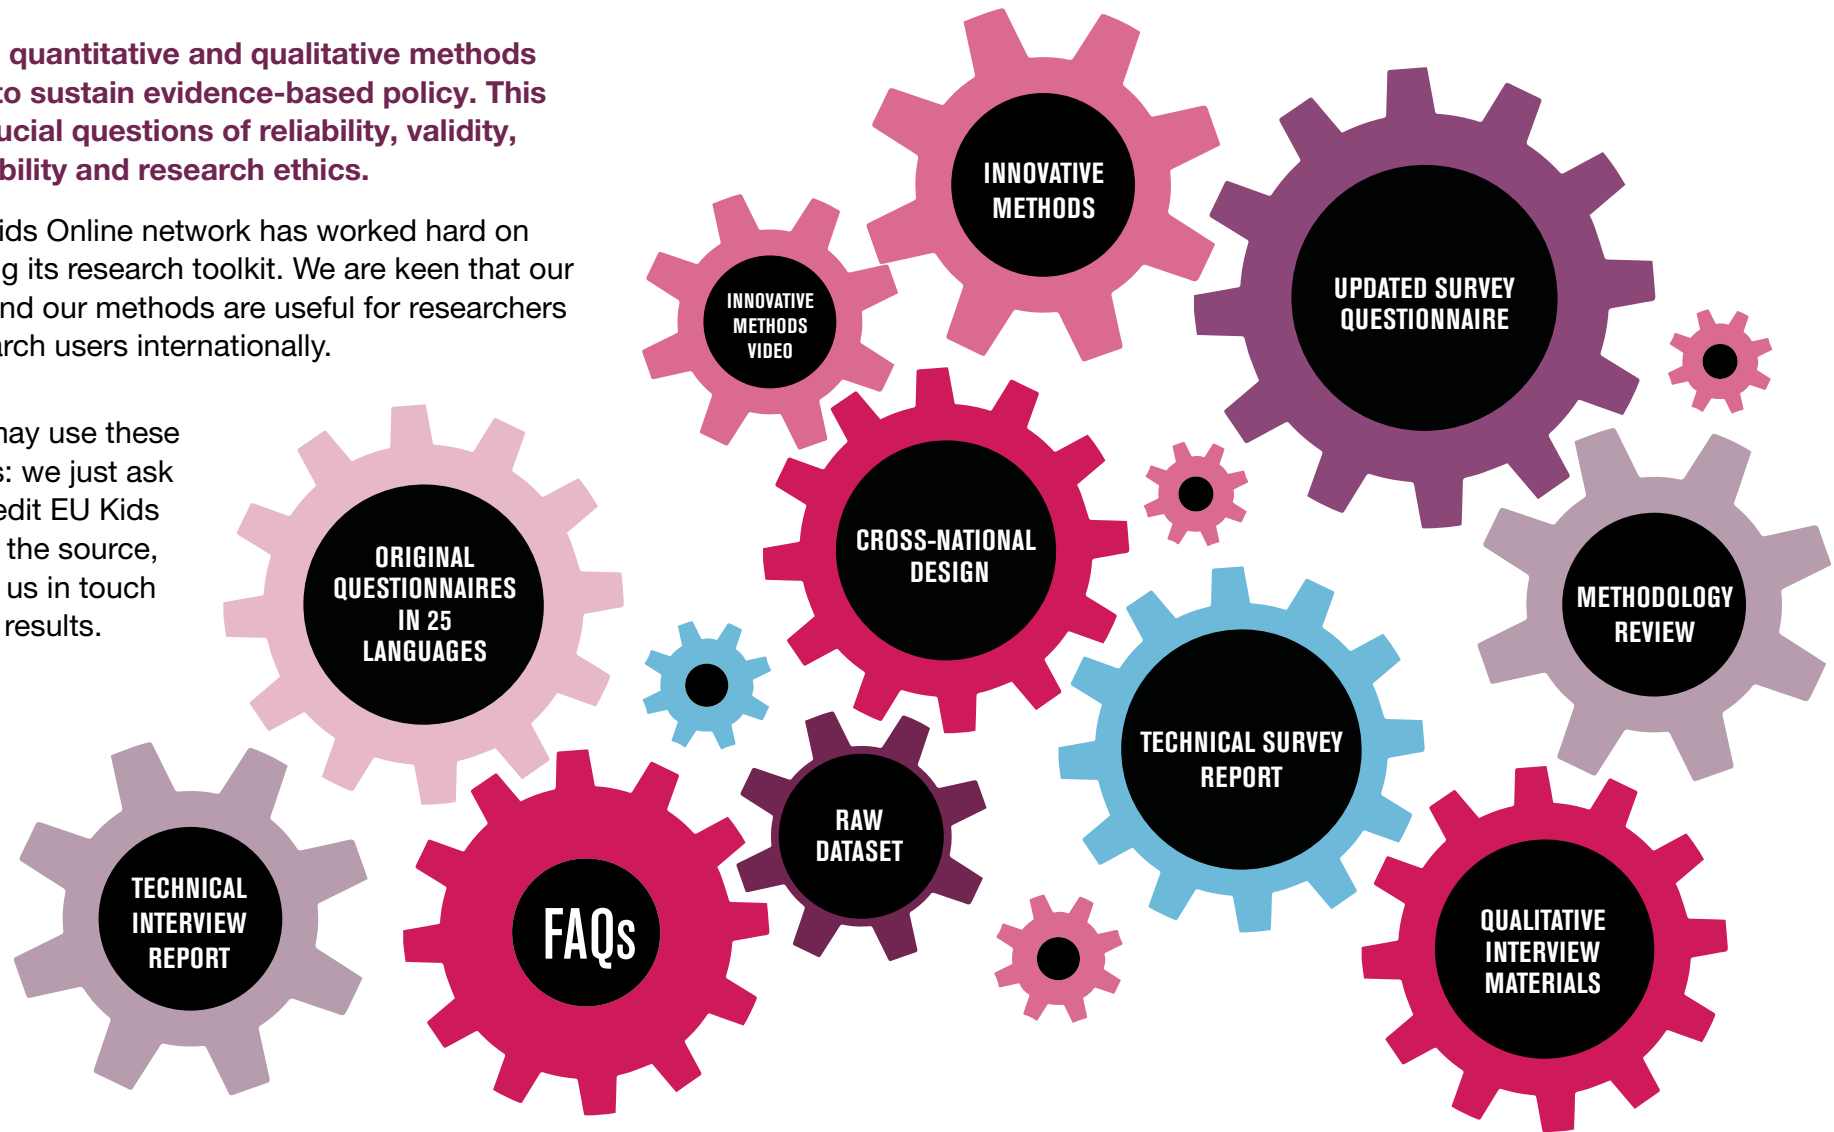 quantitative and qualitative methods
to sustain evidence-based policy. This
ucial questions of reliability, validity,
bility and research ethics.
ids Online network has worked hard on
g its research toolkit. We are keen that our
nd our methods are useful for researchers
arch users internationally.
may use these
s: we just ask
edit EU Kids
the source,
us in touch
results.
INNOVATIVE
METHODS
INNOVATIVE
METHODS
VIDEO
UPDATED SURVEY
QUESTIONNAIRE
CROSS-NATIONAL
DESIGN
ORIGINAL
QUESTIONNAIRES
IN 25
LANGUAGES
METHODOLOGY
REVIEW
TECHNICAL SURVEY
REPORT
RAW
DATASET
TECHNICAL
INTERVIEW
REPORT
FAQs
QUALITATIVE
INTERVIEW
MATERIALS